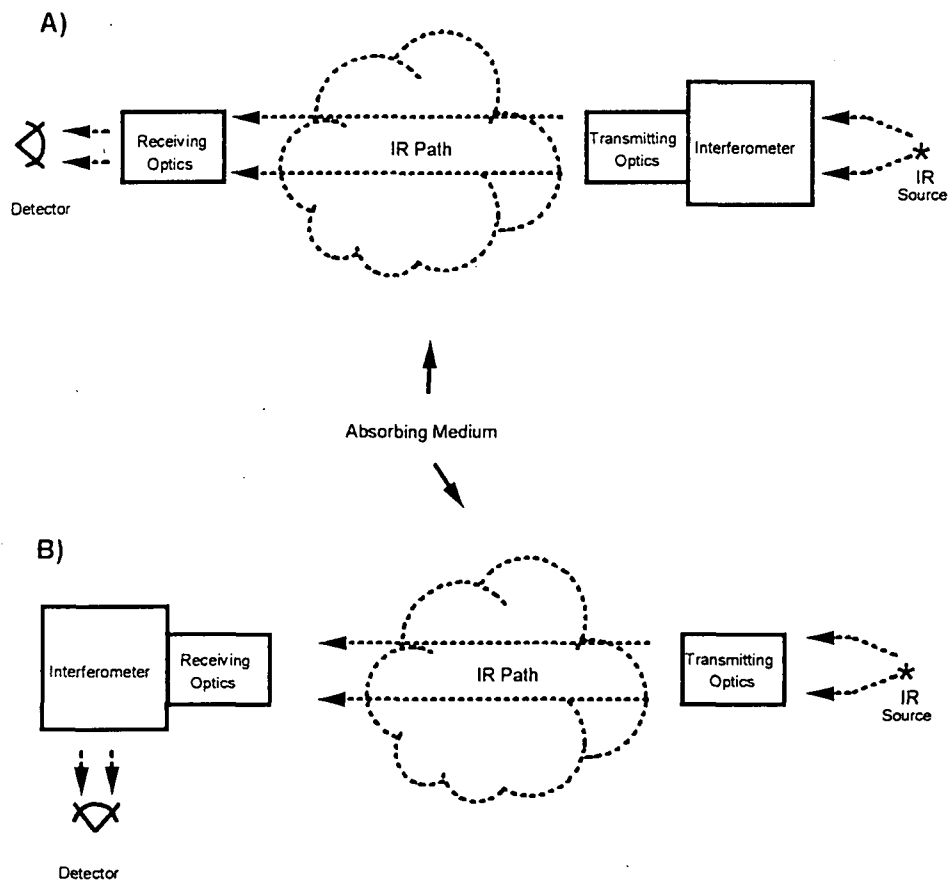 A)
Receiving
Optics
IR Path
Transmitting
Optics
Interferometer
IR
Source
Detector
Absorbing Medium
B)
Interferometer
Receiving
Optics
IR Path
Transmitting
Optics
IR
Source
Detector